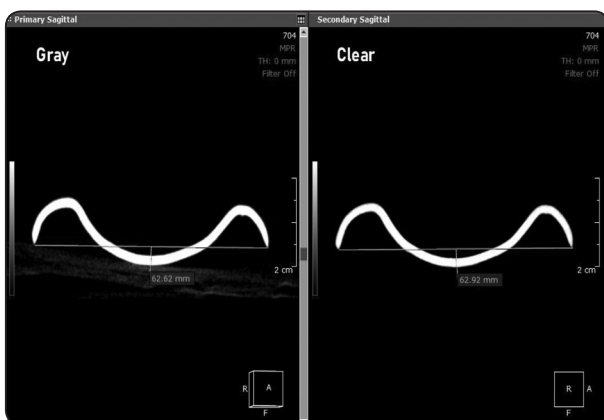 Primary Sagittal
Gray
704
MPR
TH: 0 mm
Filter Off
62.62 mm
2 cm
R
A
F
Secondary Sagittal
Clear
704
MPR
TH: 0 mm
Filter Off
62.92 mm
2 cm
R
A
F